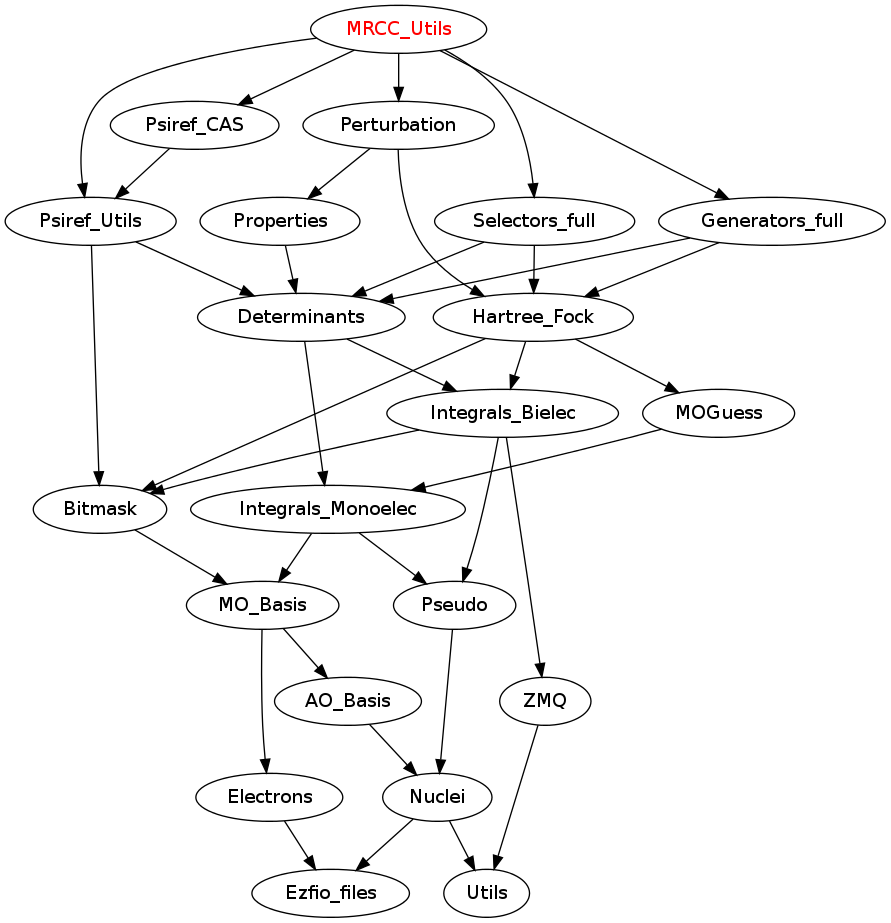 MRCC_Utils
Psiref_CAS
Perturbation
Psiref_Utils
Properties
Selectors_full
Generators_full
Determinants
Hartree_Fock
Integrals_Bielec
MOGuess
Bitmask
Integrals_Monoelec
MO_Basis
Pseudo
AO_Basis
ZMQ
Electrons
Nuclei
Ezfio_files
Utils